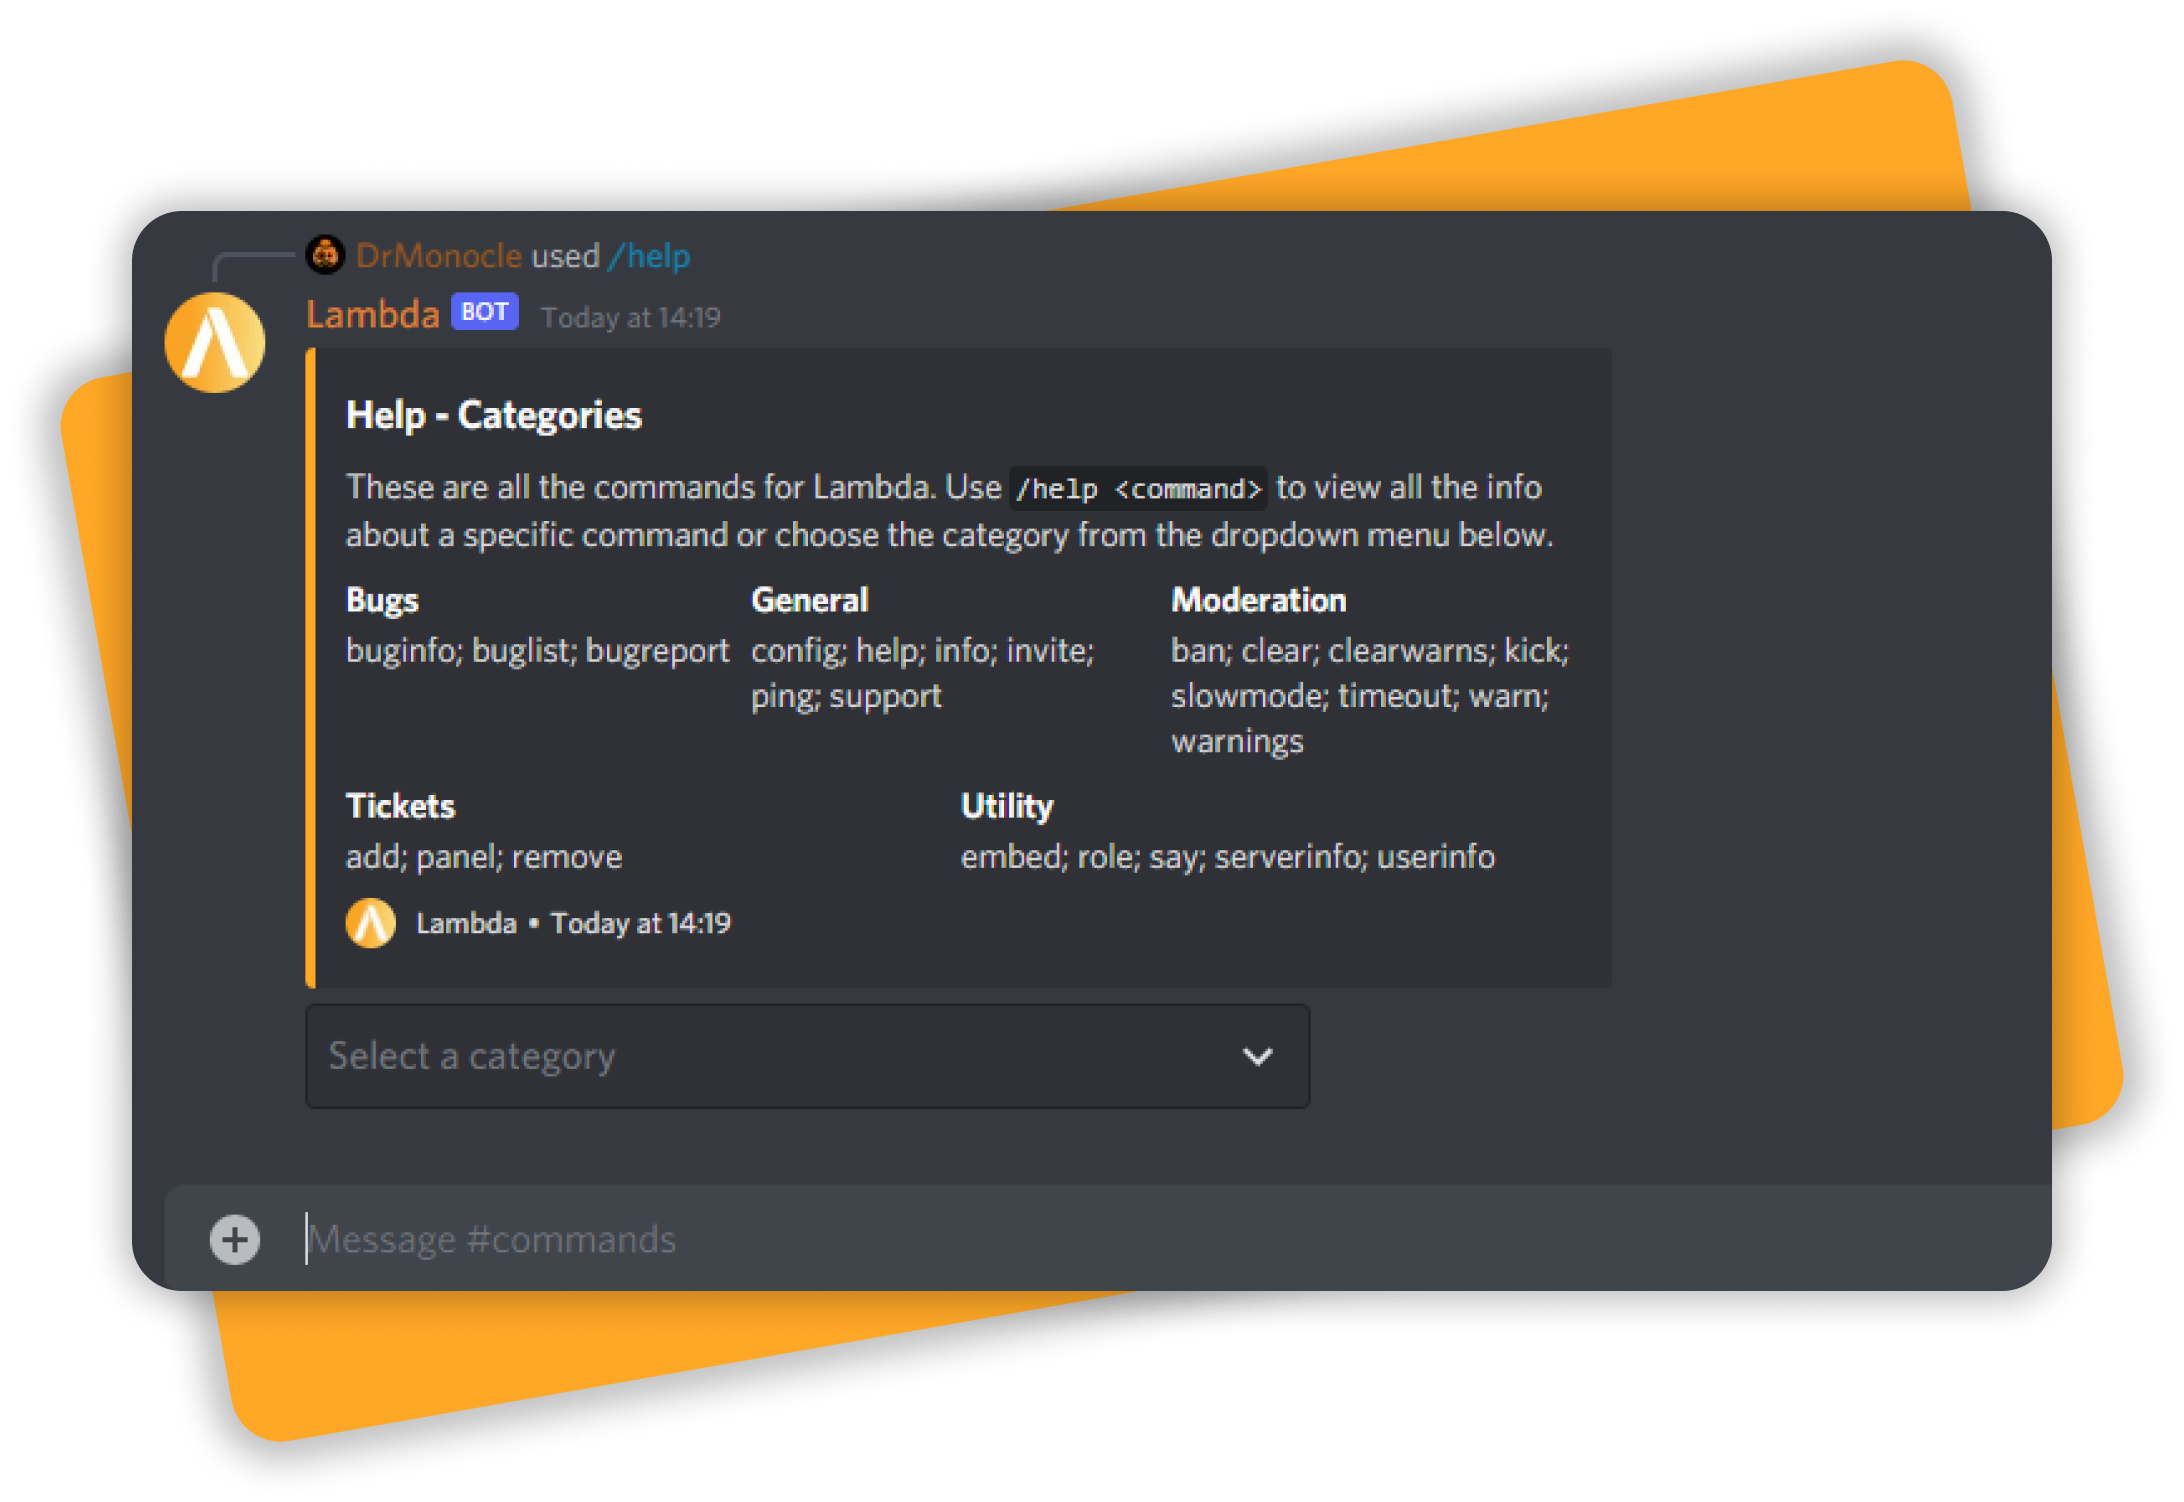 DrMonocle used /help
Lambda BOT Today at 14:19
Help - Categories
These are all the commands for Lambda. Use /help <command> to view all the info
about a specific command or choose the category from the dropdown menu below.
Bugs General Moderation
buginfo; buglist; bugreport config; help; info; invite; ban; clear; clearwarns; kick;
ping; support slowmode; timeout; warn;
warnings
Tickets Utility
add; panel; remove embed; role; say; serverinfo; userinfo
Lambda • Today at 14:19
Select a category
Message #commands